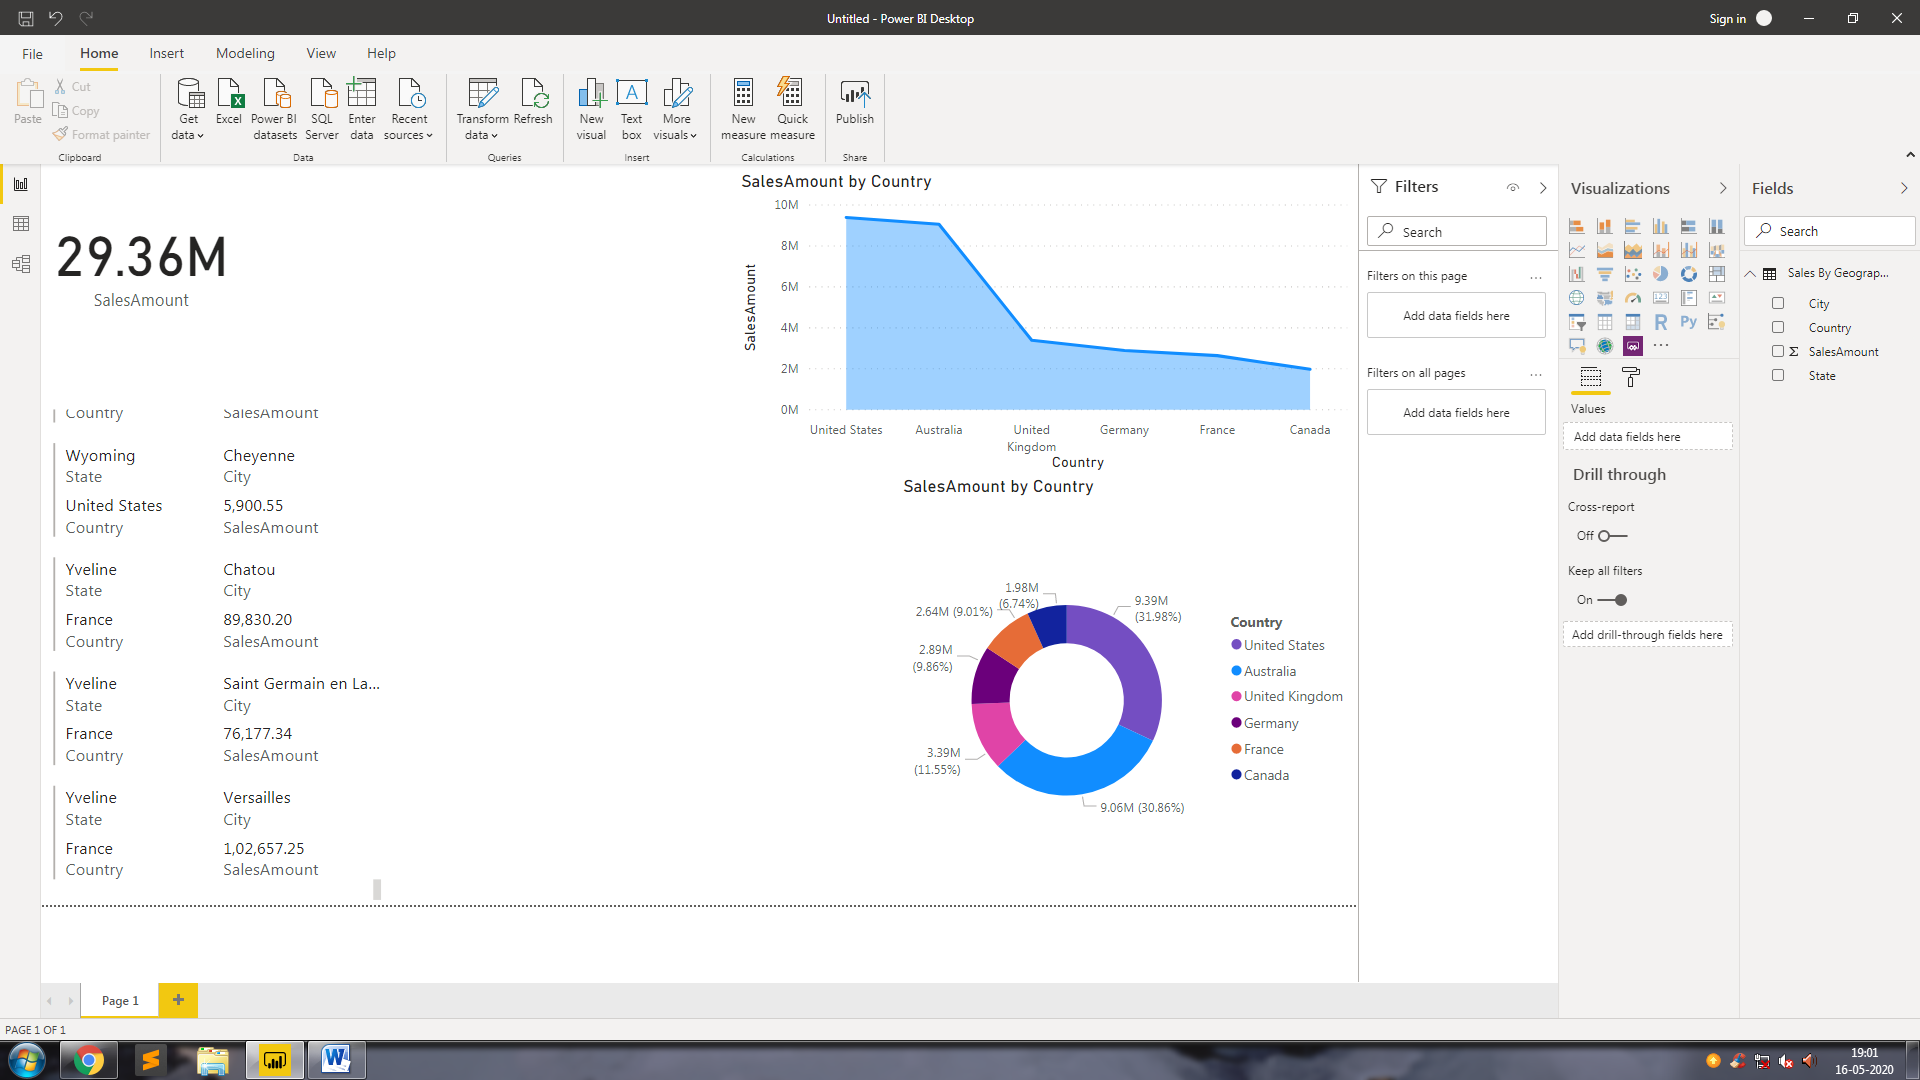 Untitled - Power BI Desktop
Sign in
File
Home
Insert
Modeling
View
Help
Paste
Cut
Copy
Format painter
Clipboard
Get data
Excel
Power BI datasets
SQL Server
Enter data
Recent sources
Data
Transform data
Refresh
Queries
New visual
Text box
More visuals
Insert
New measure
Quick measure
Calculations
Publish
Share
29.36M
SalesAmount
Country SalesAmount
Wyoming Cheyenne
State City
United States 5,900.55
Country SalesAmount
Yveline Chatou
State City
France 89,830.20
Country SalesAmount
Yveline Saint Germain en La...
State City
France 76,177.34
Country SalesAmount
Yveline Versailles
State City
France 1,02,657.25
Country SalesAmount
SalesAmount by Country
SalesAmount
10M
8M
6M
4M
2M
0M
United States
Australia
United Kingdom
Germany
France
Canada
Country
SalesAmount by Country
1.98M
(6.74%)
2.64M (9.01%)
2.89M
(9.86%)
3.39M
(11.55%)
9.39M
(31.98%)
9.06M (30.86%)
Country
United States
Australia
United Kingdom
Germany
France
Canada
Filters
Search
Filters on this page ...
Add data fields here
Filters on all pages ...
Add data fields here
Visualizations
R
Py
...
Values
Add data fields here
Drill through
Cross-report
Off
Keep all filters
On
Add drill-through fields here
Fields
Search
Sales By Geograp...
City
Country
Σ SalesAmount
State
Page 1
+
PAGE 1 OF 1
19:01
16-05-2020